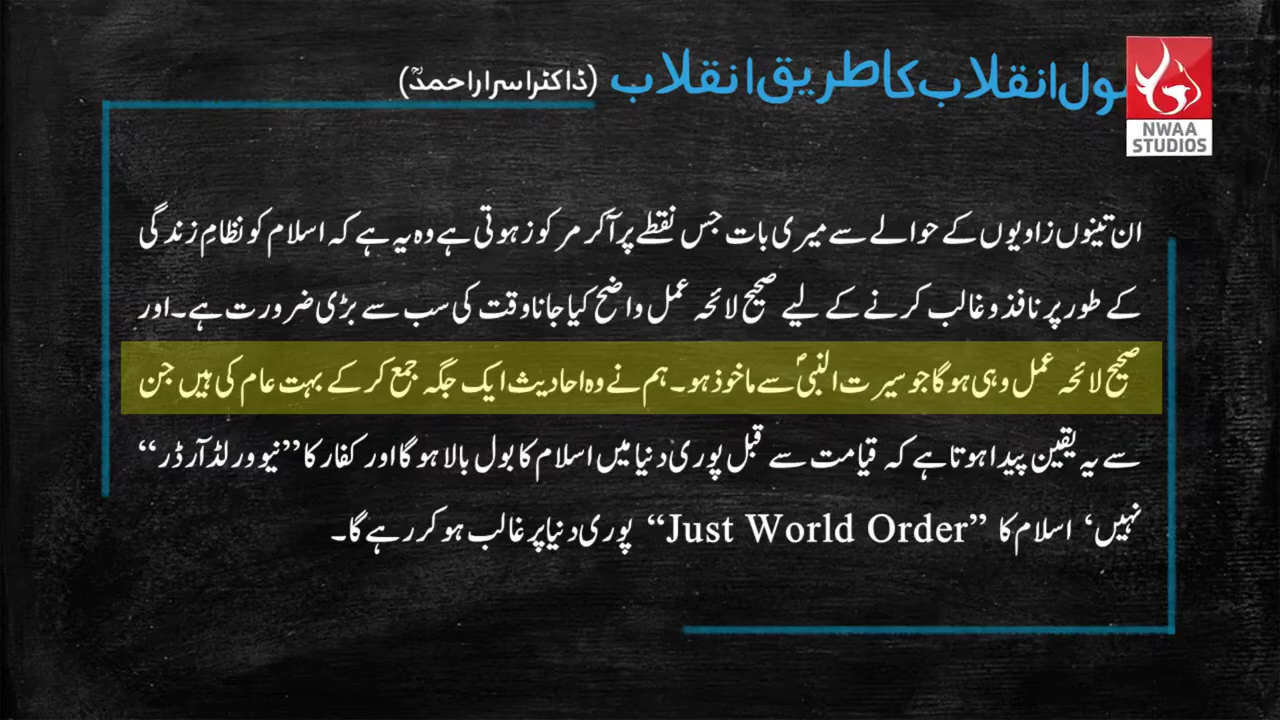 انقلاب کا طریق انقلاب (ڈاکٹر اسرار احمدؒ)
NWAA
STUDIOS
ان تینوں زاویوں کے حوالے سے میری بات جس نقطے پر آ کر مرکوز ہوتی ہے وہ یہ ہے کہ اسلام کو نظامِ زندگی
کے طور پر نافذ و غالب کرنے کے لیے صحیح لائحہ عمل واضح کیا جانا وقت کی سب سے بڑی ضرورت ہے۔ اور
صحیح لائحہ عمل وہی ہو گا جو سیرت النبیؐ سے ماخوذ ہو۔ ہم نے وہ احادیث ایک جگہ جمع کر کے بہت عام کی ہیں جن
سے یہ یقین پیدا ہوتا ہے کہ قیامت سے قبل پوری دنیا میں اسلام کا بول بالا ہو گا اور کفار کا ”نیو ورلڈ آرڈر“
نہیں‘ اسلام کا ”Just World Order“ پوری دنیا پر غالب ہو کر رہے گا۔